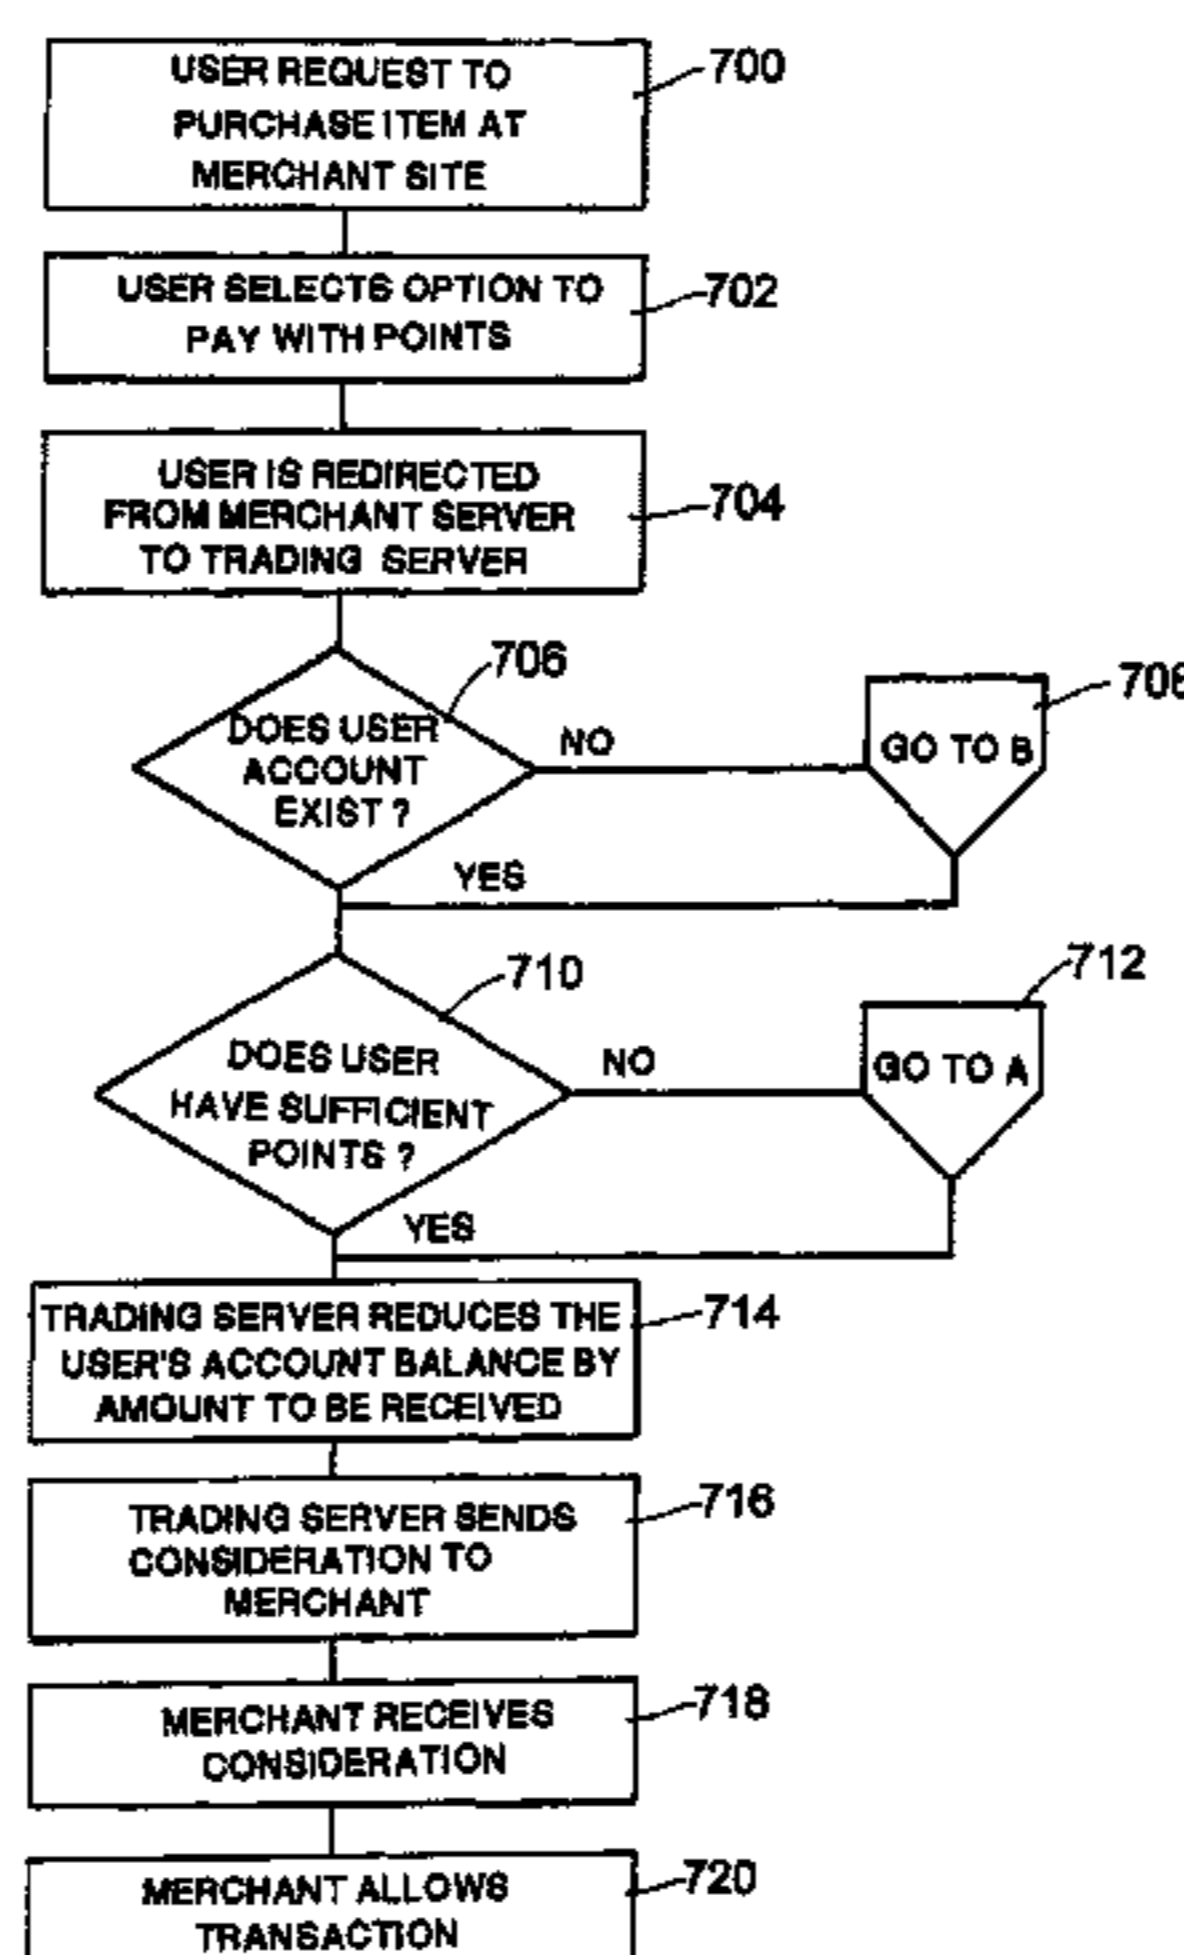 USER REQUEST TO
PURCHASE ITEM AT
MERCHANT SITE
700
USER SELECTS OPTION TO
PAY WITH POINTS
702
USER IS REDIRECTED
FROM MERCHANT SERVER
TO TRADING SERVER
704
DOES USER
ACCOUNT
EXIST ?
706
NO
GO TO B
YES
DOES USER
HAVE SUFFICIENT
POINTS ?
710
NO
GO TO A
712
YES
TRADING SERVER REDUCES THE
USER'S ACCOUNT BALANCE BY
AMOUNT TO BE RECEIVED
714
TRADING SERVER SENDS
CONSIDERATION TO
MERCHANT
716
MERCHANT RECEIVES
CONSIDERATION
718
MERCHANT ALLOWS
TRANSACTION
720